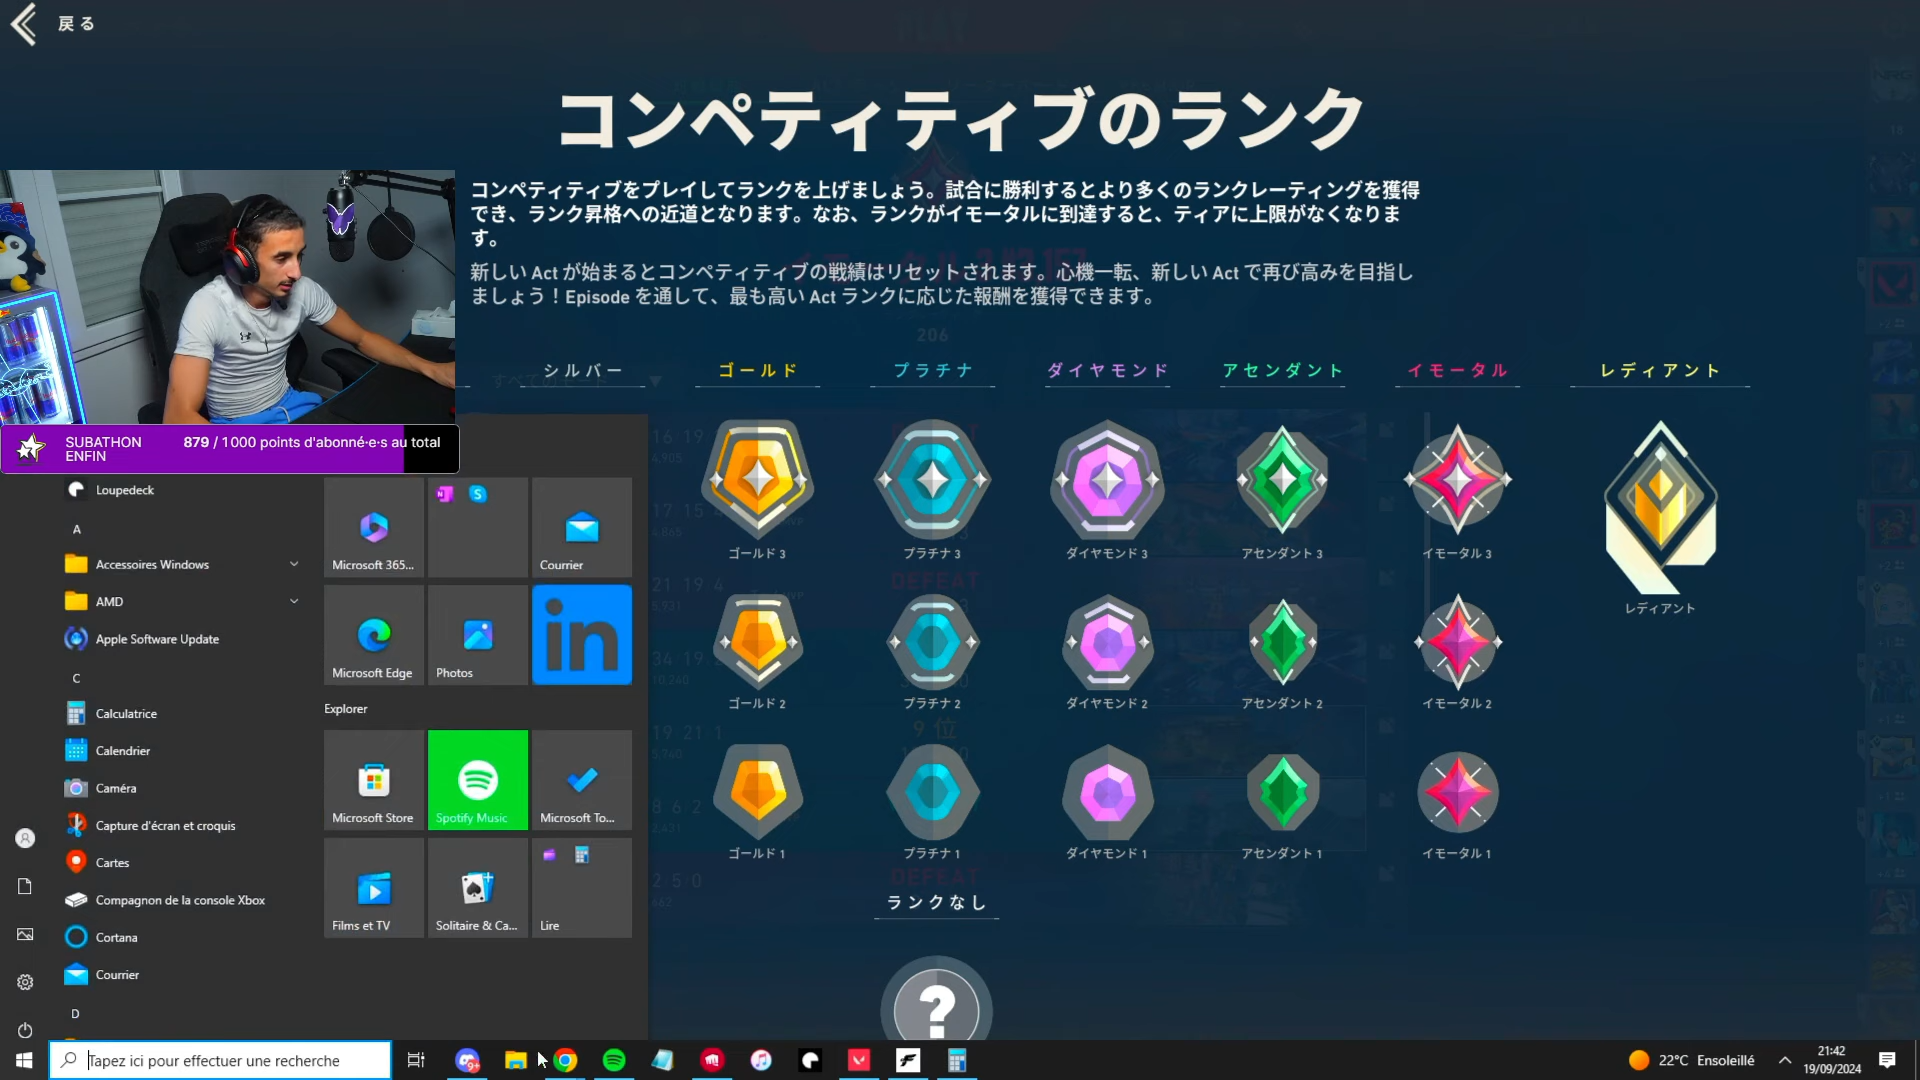 戻る
コンペティティブのランク
コンペティティブをプレイしてランクを上げましょう。試合に勝利するとより多くのランクレーティングを獲得
でき、ランク昇格への近道となります。なお、ランクがイモータルに到達すると、ティアに上限がなくなりま
す。
新しい Act が始まるとコンペティティブの戦績はリセットされます。心機一転、新しい Act で再び高みを目指し
ましょう！Episode を通して、最も高い Act ランクに応じた報酬を獲得できます。
206
シルバー
ゴールド
プラチナ
ダイヤモンド
アセンダント
イモータル
レディアント
ゴールド 3
プラチナ 3
ダイヤモンド 3
アセンダント 3
イモータル 3
レディアント
DEFEAT
ゴールド 2
プラチナ 2
ダイヤモンド 2
アセンダント 2
イモータル 2
9 位
ゴールド 1
プラチナ 1
ダイヤモンド 1
アセンダント 1
イモータル 1
DEFEAT
ランクなし
?
SUBATHON
ENFIN
879 / 1000 points d'abonné·e·s au total
Loupedeck
A
Accessoires Windows
AMD
Apple Software Update
C
Calculatrice
Calendrier
Caméra
Capture d'écran et croquis
Cartes
Compagnon de la console Xbox
Cortana
Courrier
D
Microsoft 365...
Courrier
Microsoft Edge
Photos
in
Explorer
Microsoft Store
Spotify Music
Microsoft To...
Films et TV
Solitaire & Ca...
Lire
Tapez ici pour effectuer une recherche
22°C Ensoleillé
21:42
19/09/2024